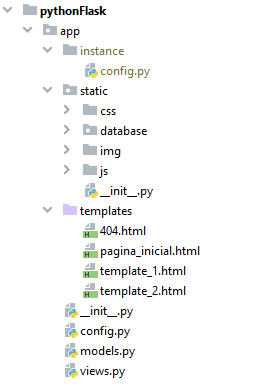 pythonFlask
app
instance
config.py
static
css
database
img
js
__init__.py
templates
404.html
pagina_inicial.html
template_1.html
template_2.html
__init__.py
config.py
models.py
views.py